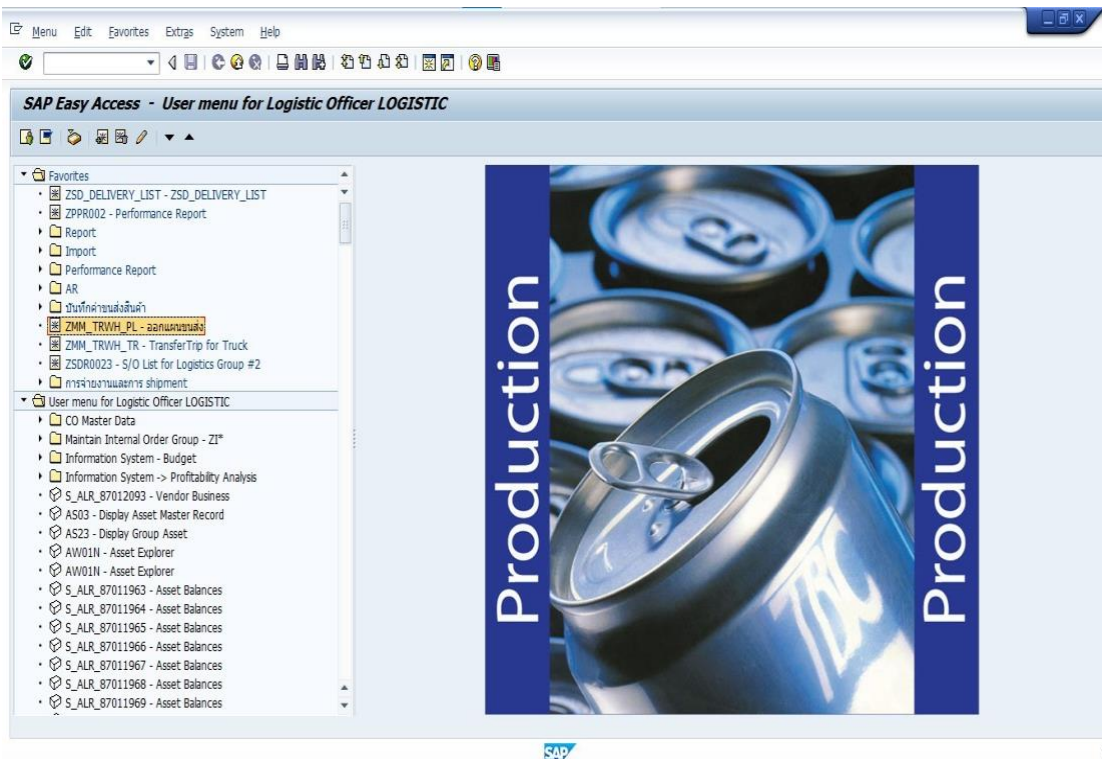 Menu Edit Favorites Extras System Help
SAP Easy Access - User menu for Logistic Officer LOGISTIC
Favorites
ZSD_DELIVERY_LIST - ZSD_DELIVERY_LIST
ZPPR002 - Performance Report
Report
Import
Performance Report
AR
บันทึกค่าขนส่งสินค้า
ZMM_TRWH_PL - ออกแผนขนส่ง
ZMM_TRWH_TR - TransferTrip for Truck
ZSDR0023 - S/O List for Logistics Group #2
การจ่ายงานและการ shipment
User menu for Logistic Officer LOGISTIC
CO Master Data
Maintain Internal Order Group - ZI*
Information System - Budget
Information System -> Profitability Analysis
S_ALR_87012093 - Vendor Business
AS03 - Display Asset Master Record
AS23 - Display Group Asset
AW01N - Asset Explorer
AW01N - Asset Explorer
S_ALR_87011963 - Asset Balances
S_ALR_87011964 - Asset Balances
S_ALR_87011965 - Asset Balances
S_ALR_87011966 - Asset Balances
S_ALR_87011967 - Asset Balances
S_ALR_87011968 - Asset Balances
S_ALR_87011969 - Asset Balances
Production
TBC
Production
SAP